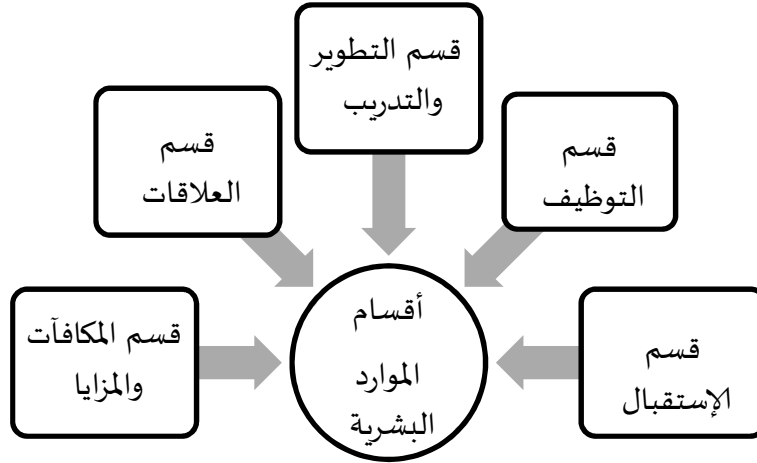 قسم التطوير
والتدريب
قسم
التوظيف
قسم
العلاقات
قسم
الإستقبال
قسم المكافآت
والمزايا
أقسام
الموارد
البشرية